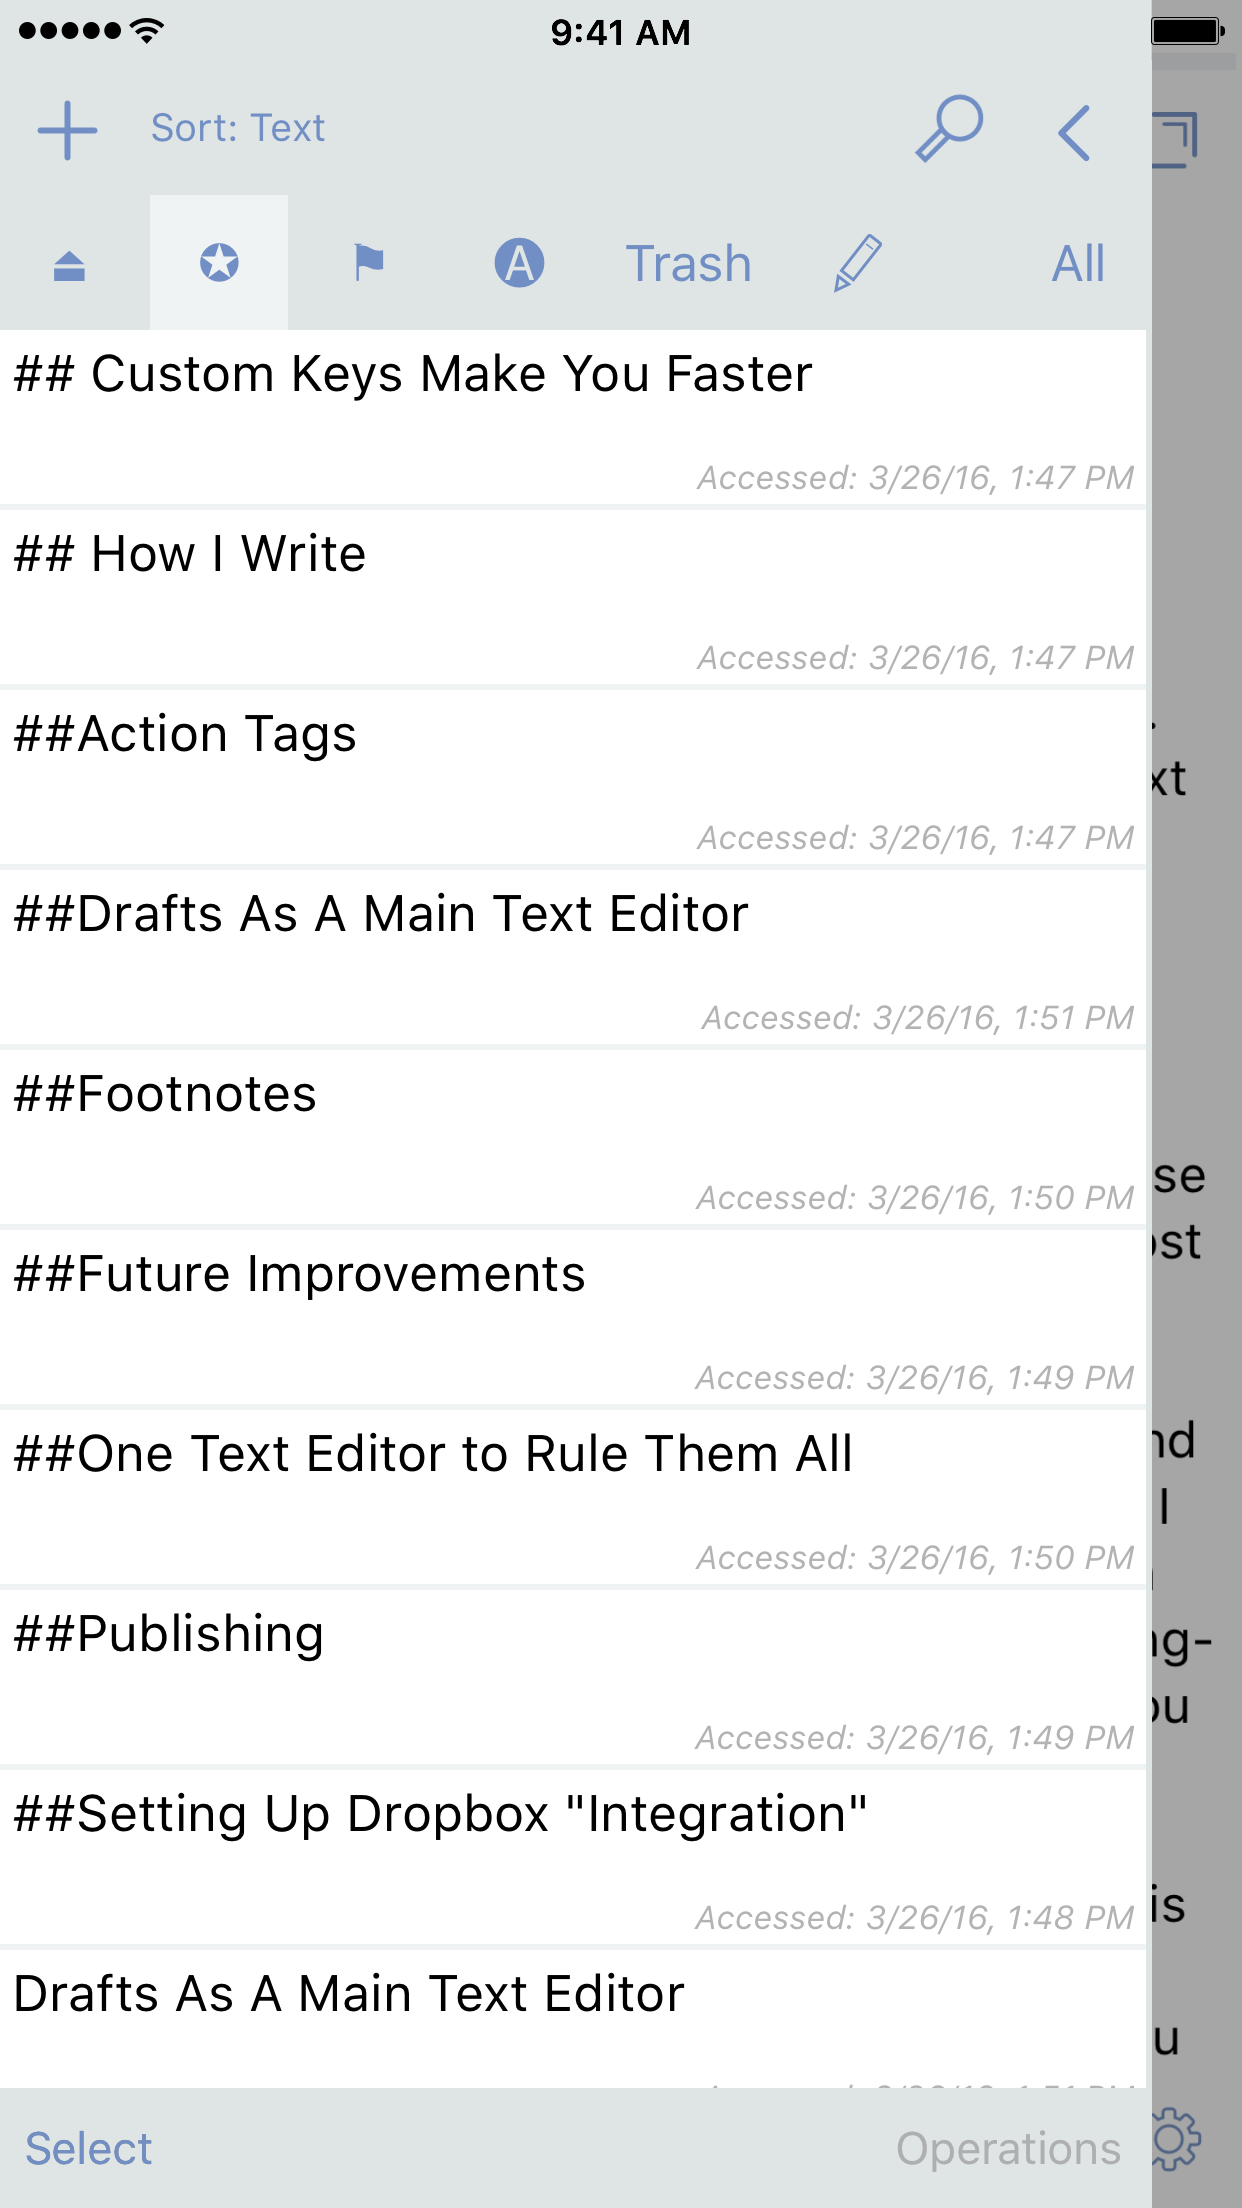 9:41 AM
Sort: Text
A Trash All
## Custom Keys Make You Faster
Accessed: 3/26/16, 1:47 PM
## How I Write
Accessed: 3/26/16, 1:47 PM
##Action Tags
Accessed: 3/26/16, 1:47 PM
##Drafts As A Main Text Editor
Accessed: 3/26/16, 1:51 PM
##Footnotes
Accessed: 3/26/16, 1:50 PM
##Future Improvements
Accessed: 3/26/16, 1:49 PM
##One Text Editor to Rule Them All
Accessed: 3/26/16, 1:50 PM
##Publishing
Accessed: 3/26/16, 1:49 PM
##Setting Up Dropbox "Integration"
Accessed: 3/26/16, 1:48 PM
Drafts As A Main Text Editor
Select
Operations